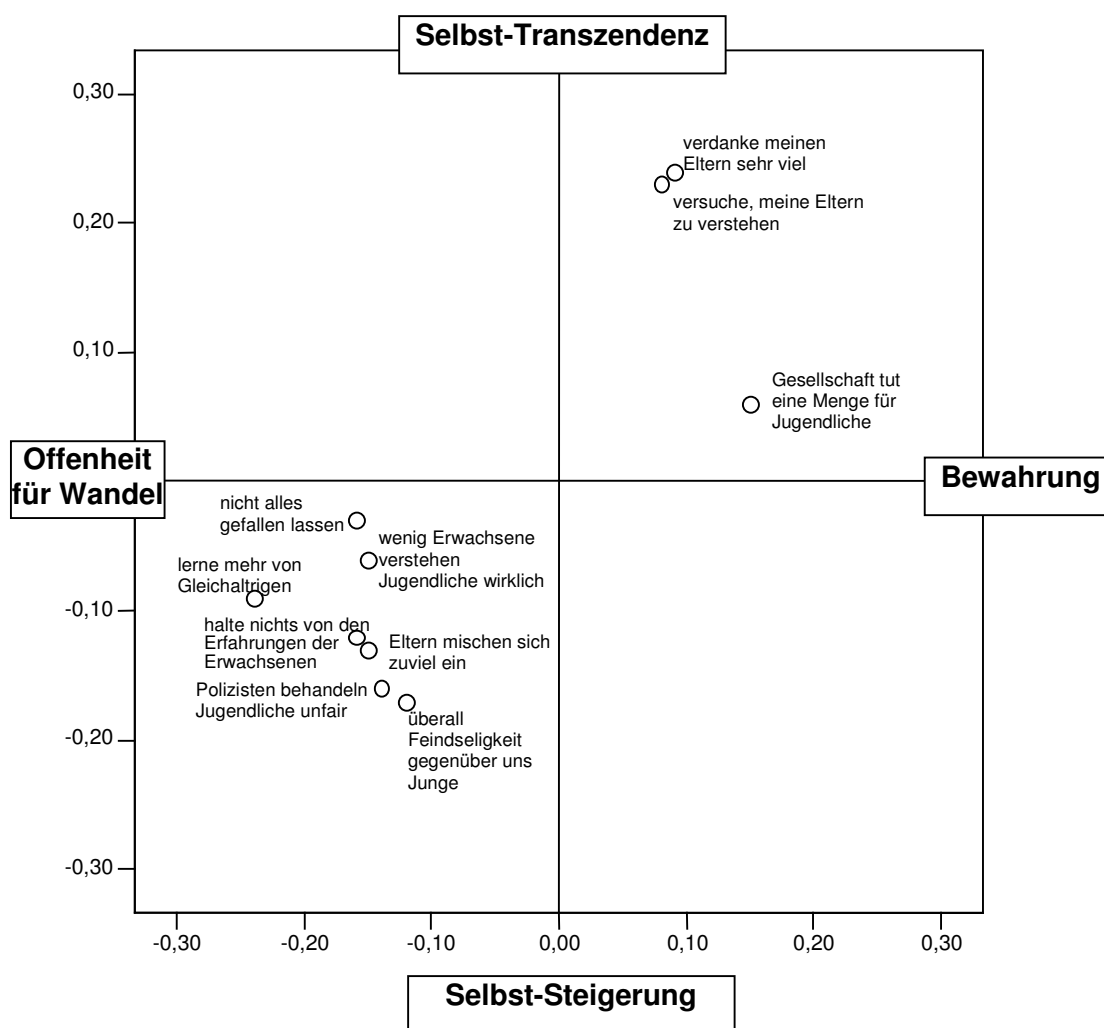 Selbst-Transzendenz
0,30
verdanke meinen
Eltern sehr viel
versuche, meine Eltern
zu verstehen
0,20
0,10
Gesellschaft tut
eine Menge für
Jugendliche
Offenheit
für Wandel
Bewahrung
nicht alles
gefallen lassen
wenig Erwachsene
verstehen
Jugendliche wirklich
lerne mehr von
Gleichaltrigen
-0,10
halte nichts von den
Erfahrungen der
Erwachsenen
Eltern mischen sich
zuviel ein
Polizisten behandeln
Jugendliche unfair
überall
Feindseligkeit
gegenüber uns
Junge
-0,20
-0,30
-0,30
-0,20
-0,10
0,00
0,10
0,20
0,30
Selbst-Steigerung